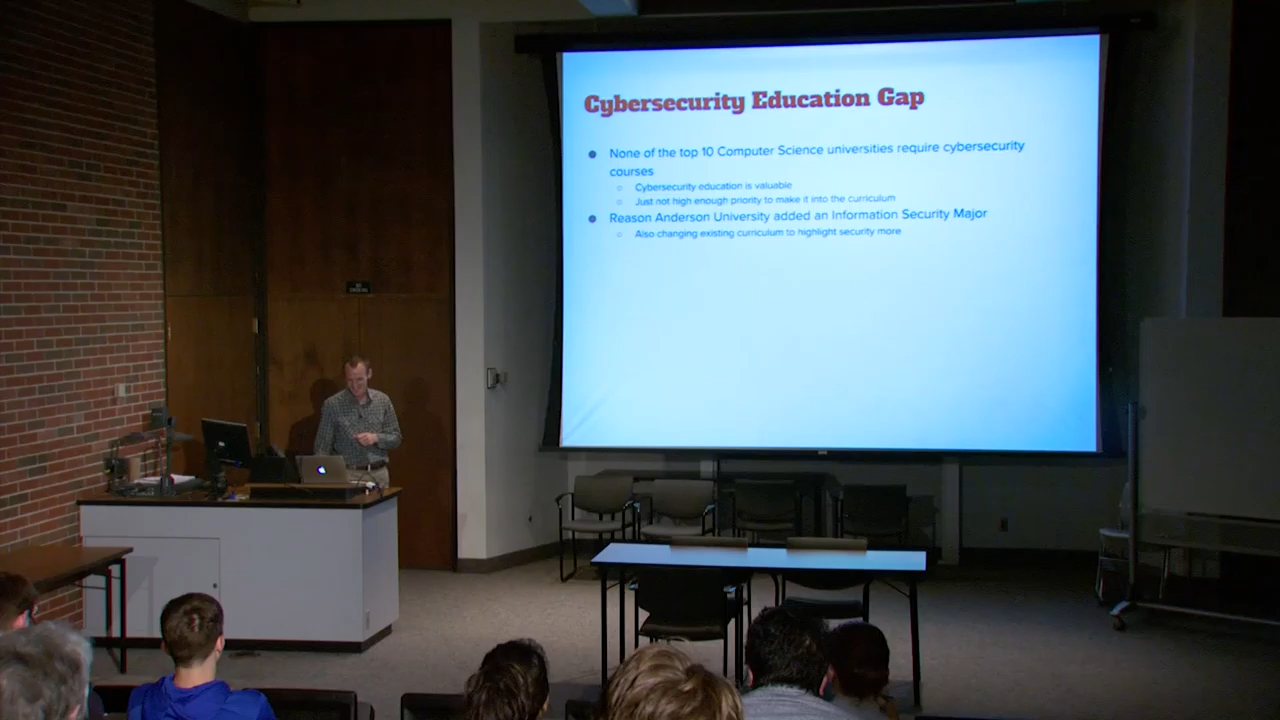 Cybersecurity Education Gap
None of the top 10 Computer Science universities require cybersecurity
courses
Cybersecurity education is valuable
Just not high enough priority to make it into the curriculum
Reason Anderson University added an Information Security Major
Also changing existing curriculum to highlight security more